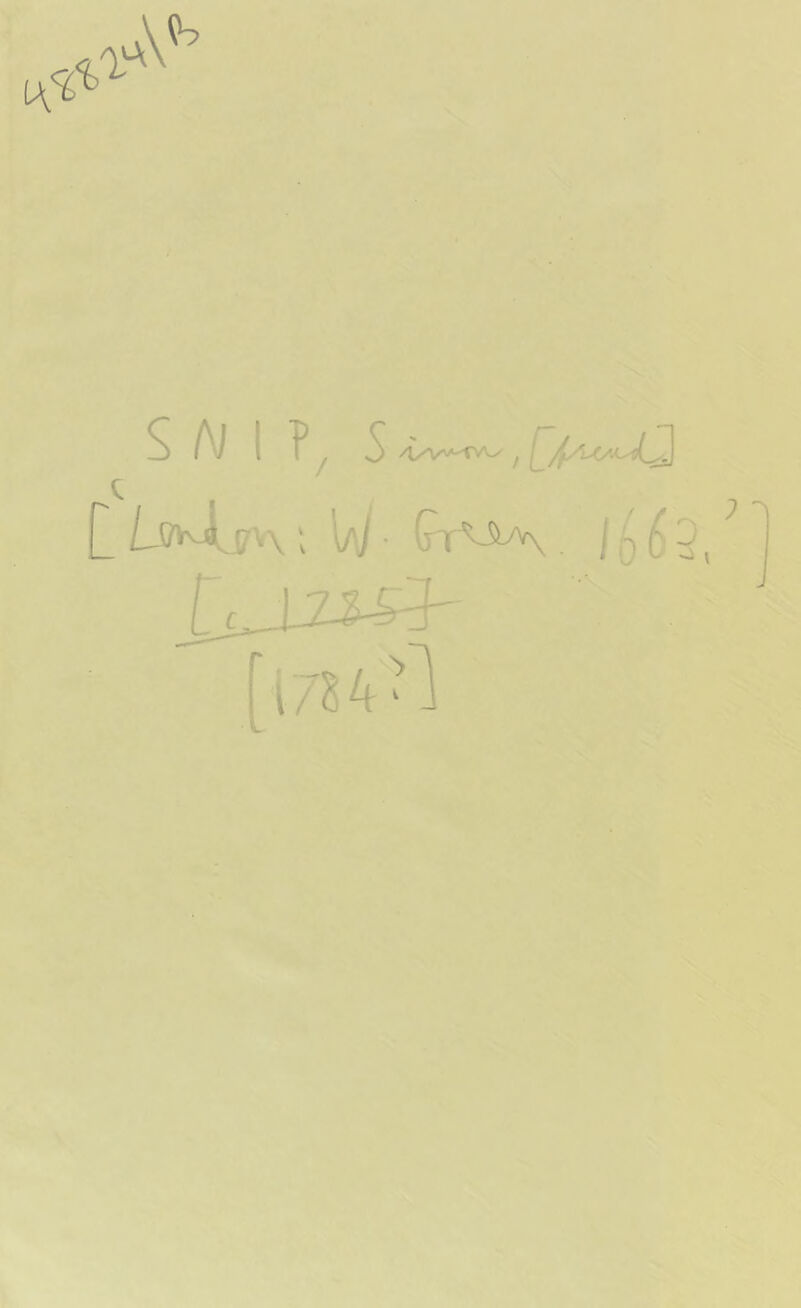 48824\B
SNIP, Simon, [pseud]
['London: W. Green. 1663.']
[c. 1785]
[1784?]